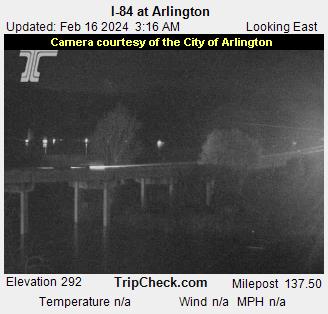 I-84 at Arlington
Updated: Feb 16 2024 3:16 AM Looking East
Camera courtesy of the City of Arlington
Elevation 292 TripCheck.com Milepost 137.50
Temperature n/a Wind n/a MPH n/a